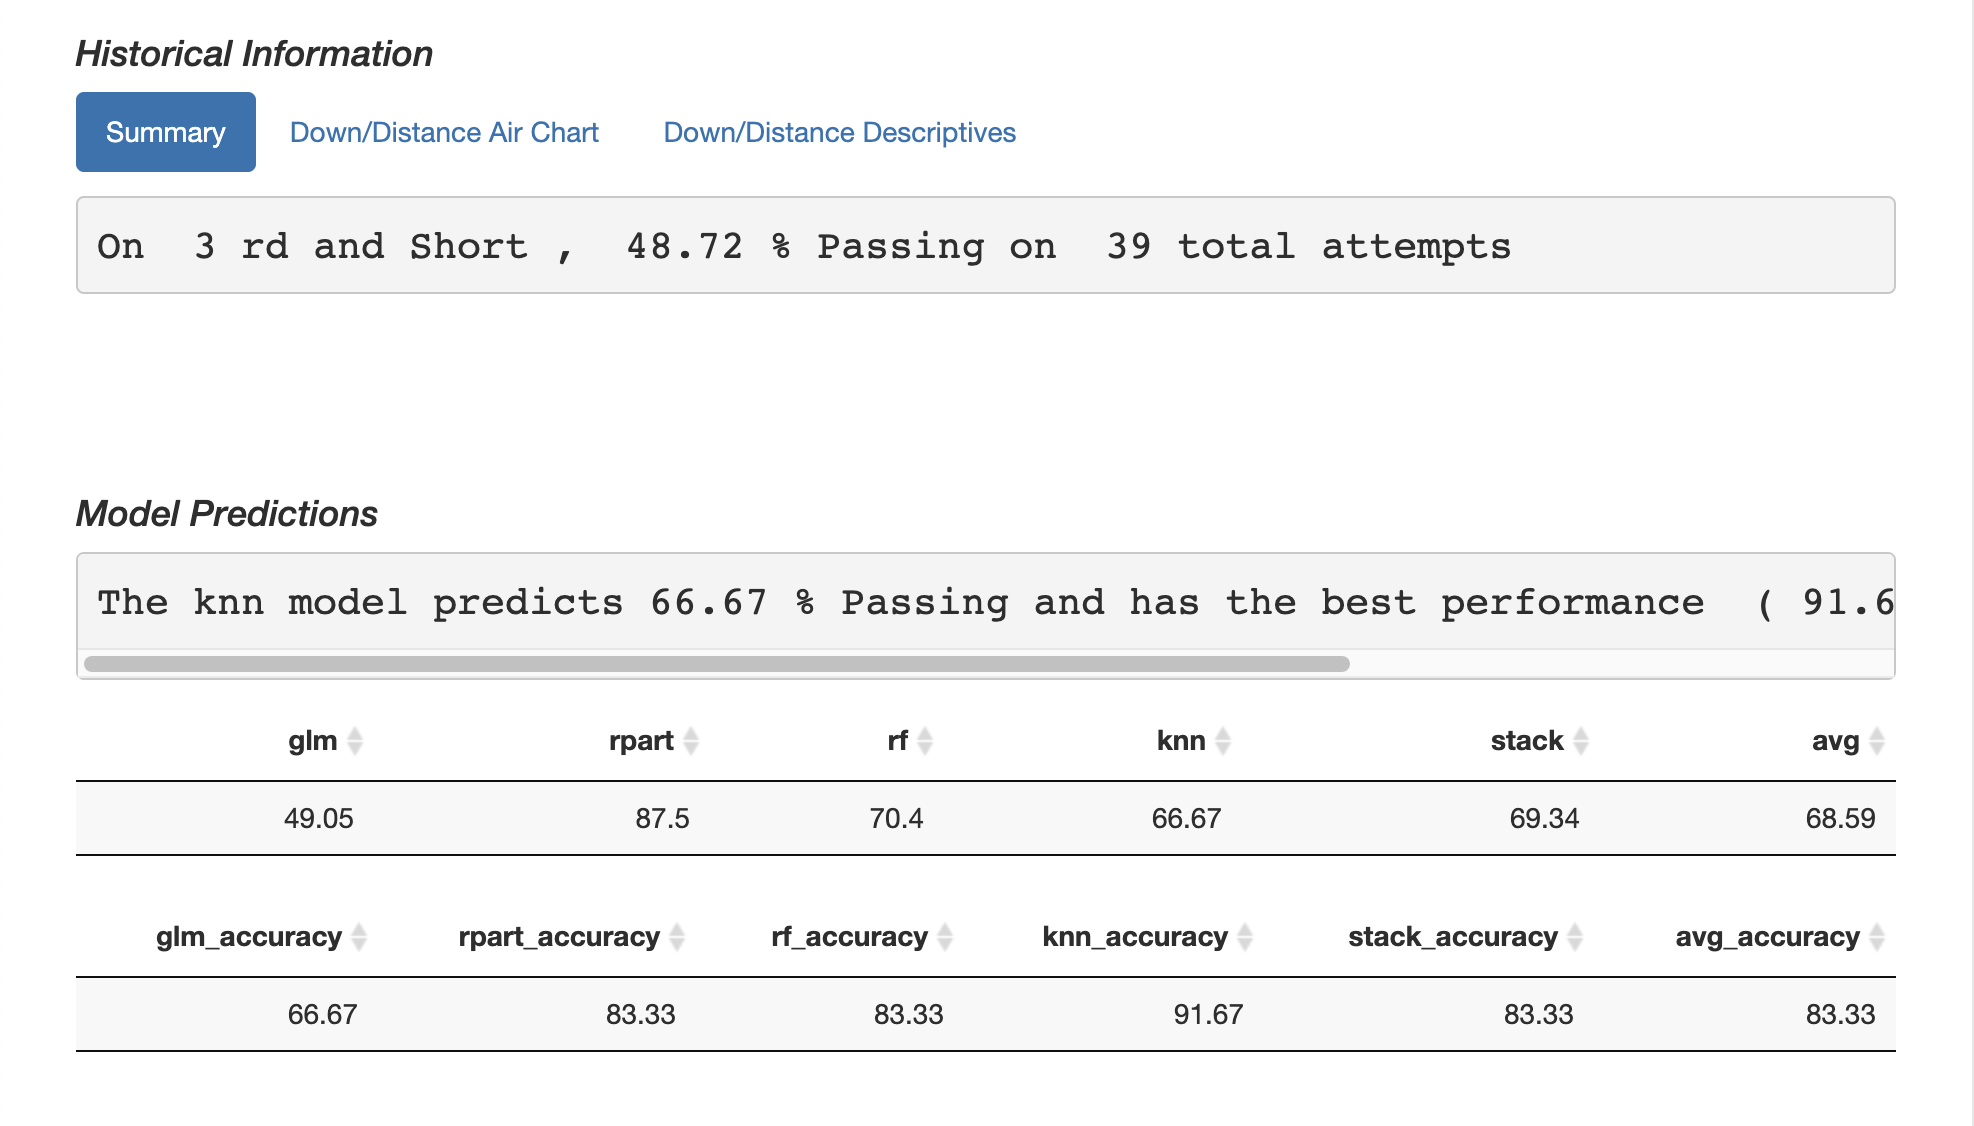 Historical Information
Summary Down/Distance Air Chart Down/Distance Descriptives
On  3 rd and Short ,  48.72 % Passing on  39 total attempts
Model Predictions
The knn model predicts 66.67 % Passing and has the best performance  ( 91.6
glm rpart rf knn stack avg
49.05 87.5 70.4 66.67 69.34 68.59
glm_accuracy rpart_accuracy rf_accuracy knn_accuracy stack_accuracy avg_accuracy
66.67 83.33 83.33 91.67 83.33 83.33